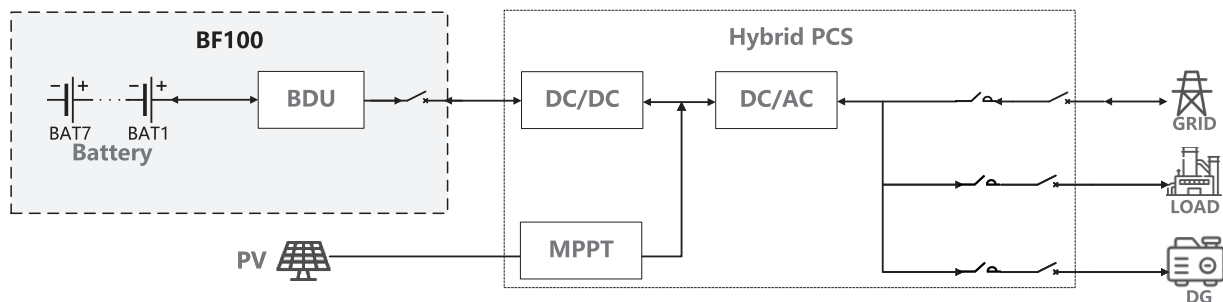 BF100
Hybrid PCS
BDU
DC/DC
DC/AC
− + − +
BAT7 BAT1
Battery
GRID
LOAD
PV
MPPT
DG